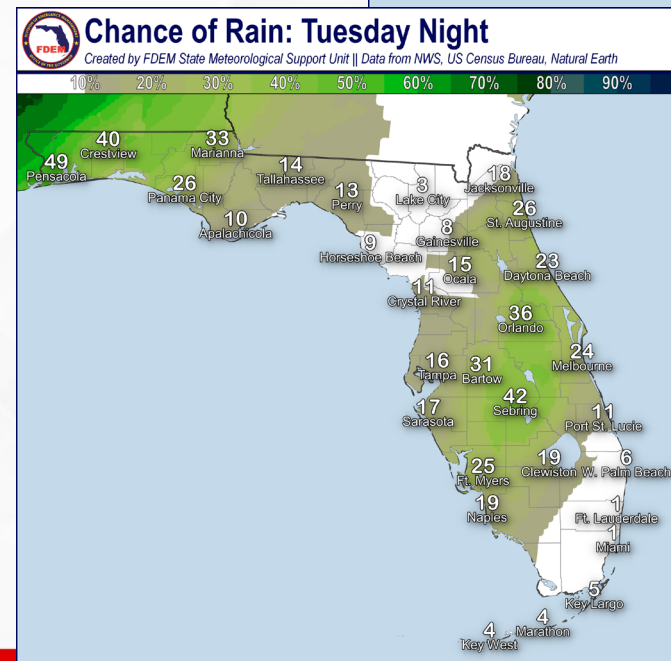 Chance of Rain: Tuesday Night
FDEM
Created by FDEM State Meteorological Support Unit || Data from NWS, US Census Bureau, Natural Earth
10% 20% 30% 40% 50% 60% 70% 80% 90%
40
Crestview
33
Marianna
49
Pensacola
14
Tallahassee
26
Panama City
13
Perry
3
Lake City
18
Jacksonville
10
Apalachicola
26
St. Augustine
8
Gainesville
9
Horseshoe Beach
15
Ocala
23
Daytona Beach
11
Crystal River
36
Orlando
16
Tampa
31
Bartow
24
Melbourne
42
Sebring
17
Sarasota
11
Port St. Lucie
25
Ft. Myers
19
Clewiston
6
W. Palm Beach
19
Naples
1
Ft. Lauderdale
1
Miami
5
Key Largo
4
Marathon
4
Key West